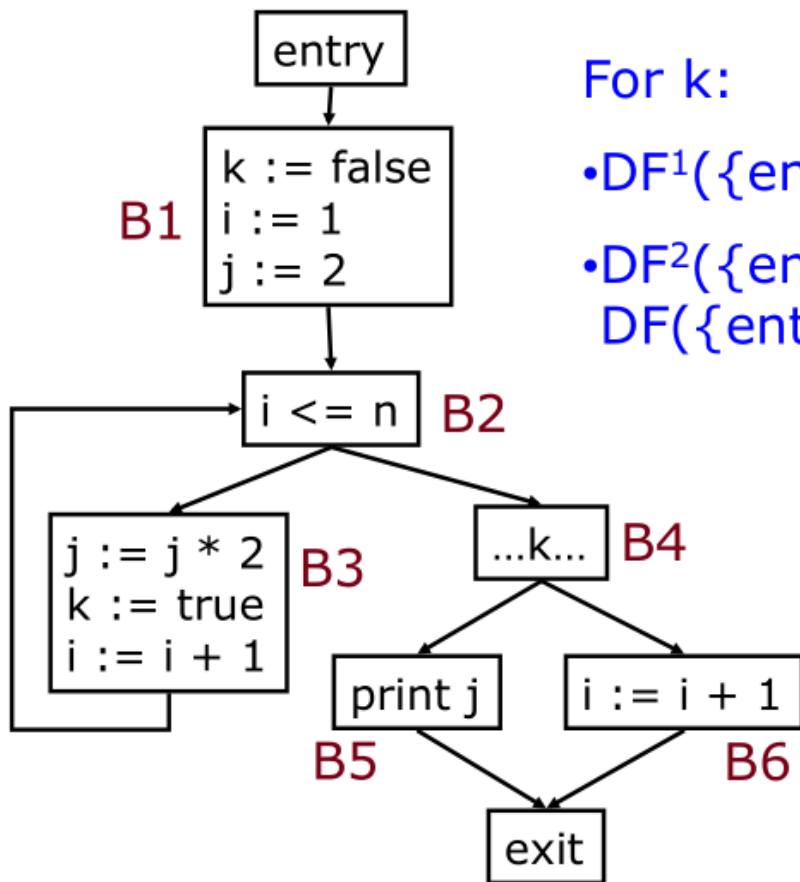 entry
For k:
k := false
i := 1
j := 2
B1
•DF¹({en
•DF²({en
DF({ent
i <= n
B2
j := j * 2
k := true
i := i + 1
B3
...k...
B4
print j
B5
i := i + 1
B6
exit